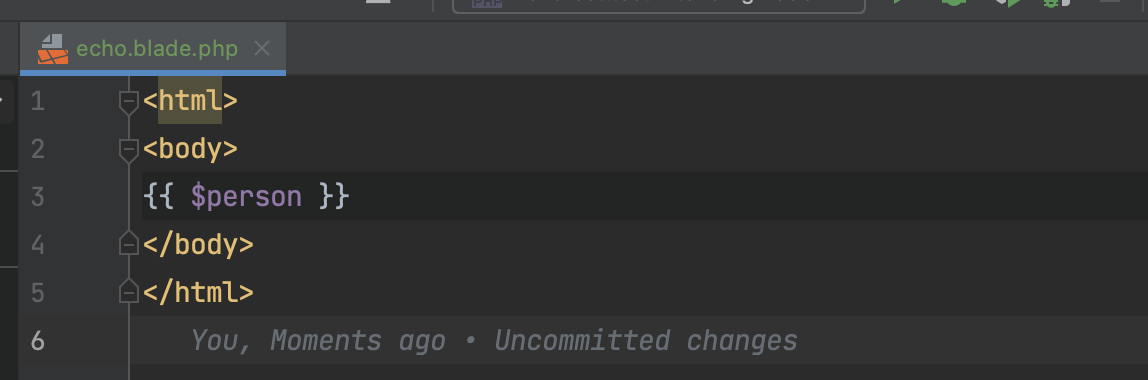 PHP
echo.blade.php
1 <html>
2 <body>
3 {{ $person }}
4 </body>
5 </html>
6 You, Moments ago • Uncommitted changes